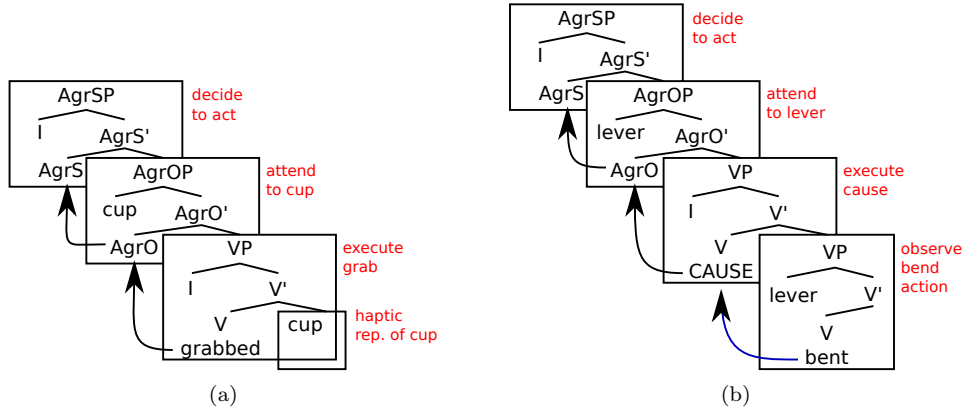 AgrSP
decide
to act
I
AgrS'
AgrS
AgrOP
attend
to cup
cup
AgrO'
AgrO
VP
execute
grab
I
V'
V
cup
haptic
rep. of cup
grabbed
(a)
AgrSP
decide
to act
I
AgrS'
AgrS
AgrOP
attend
to lever
lever
AgrO'
AgrO
VP
execute
cause
I
V'
V
CAUSE
VP
observe
bend
action
lever
V'
V
bent
(b)